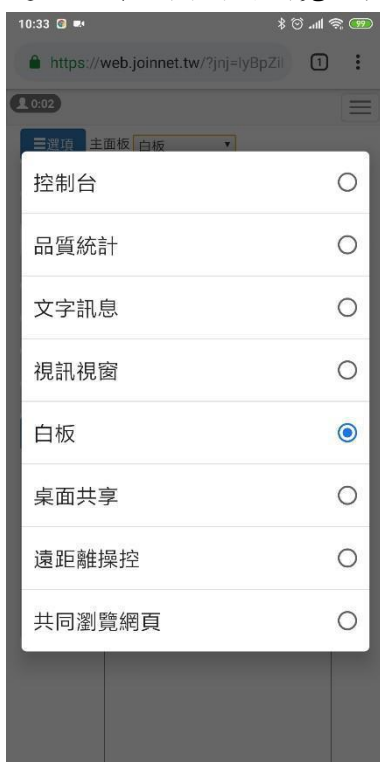 10:33
99
https://web.joinnet.tw/?jnj=IyBpZil
1
0:02
選項 主面板 白板
控制台
品質統計
文字訊息
視訊視窗
白板
桌面共享
遠距離操控
共同瀏覽網頁